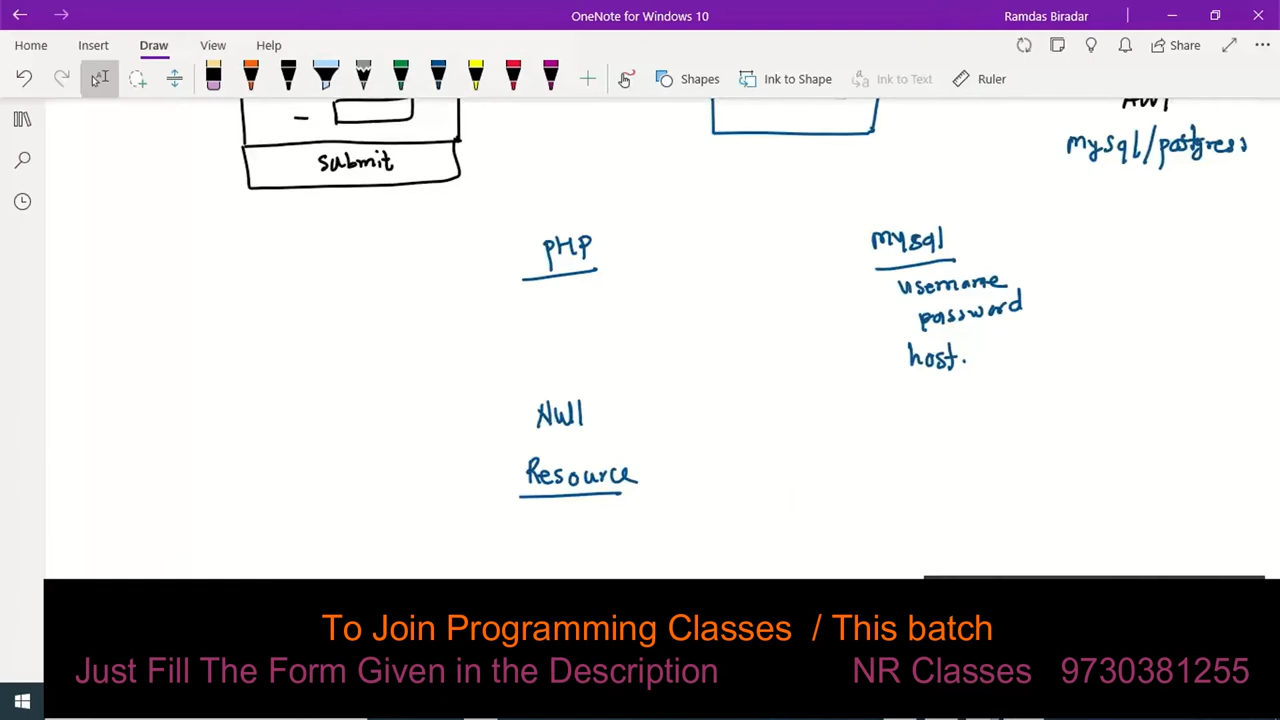 OneNote for Windows 10
Ramdas Biradar
Home Insert Draw View Help
Share
Shapes Ink to Shape Ink to Text Ruler
submit
mysql/postgress
PHP
mysql
username
password
host.
Null
Resource
To Join Programming Classes / This batch
Just Fill The Form Given in the Description NR Classes 9730381255